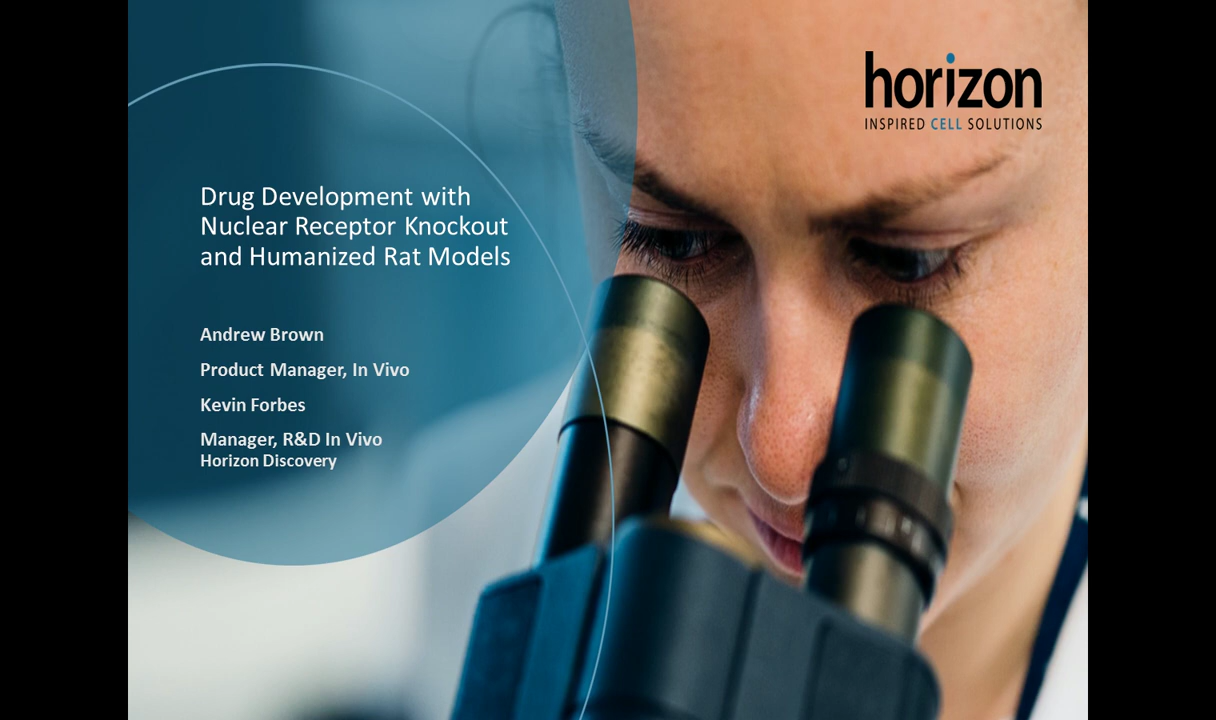 horizon
INSPIRED CELL SOLUTIONS
Drug Development with
Nuclear Receptor Knockout
and Humanized Rat Models
Andrew Brown
Product Manager, In Vivo
Kevin Forbes
Manager, R&D In Vivo
Horizon Discovery